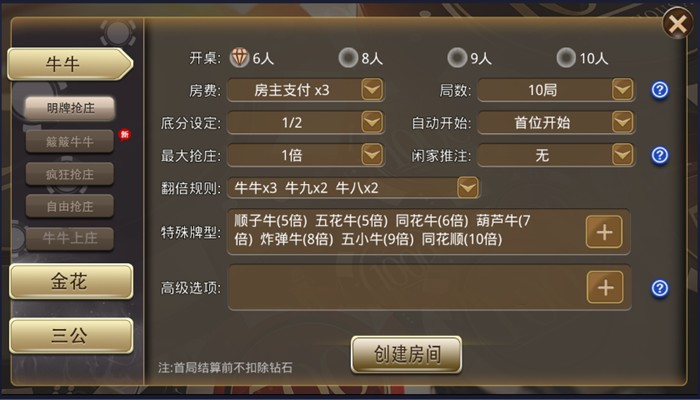 牛牛
明牌抢庄
簸簸牛牛
新
疯狂抢庄
自由抢庄
牛牛上庄
金花
三公
开桌: 6人 8人 9人 10人
房费: 房主支付 x3 局数: 10局 ?
底分设定: 1/2 自动开始: 首位开始
最大抢庄: 1倍 闲家推注: 无 ?
翻倍规则: 牛牛x3 牛九x2 牛八x2
特殊牌型: 顺子牛(5倍) 五花牛(5倍) 同花牛(6倍) 葫芦牛(7
倍) 炸弹牛(8倍) 五小牛(9倍) 同花顺(10倍)
高级选项: ?
创建房间
注:首局结算前不扣除钻石